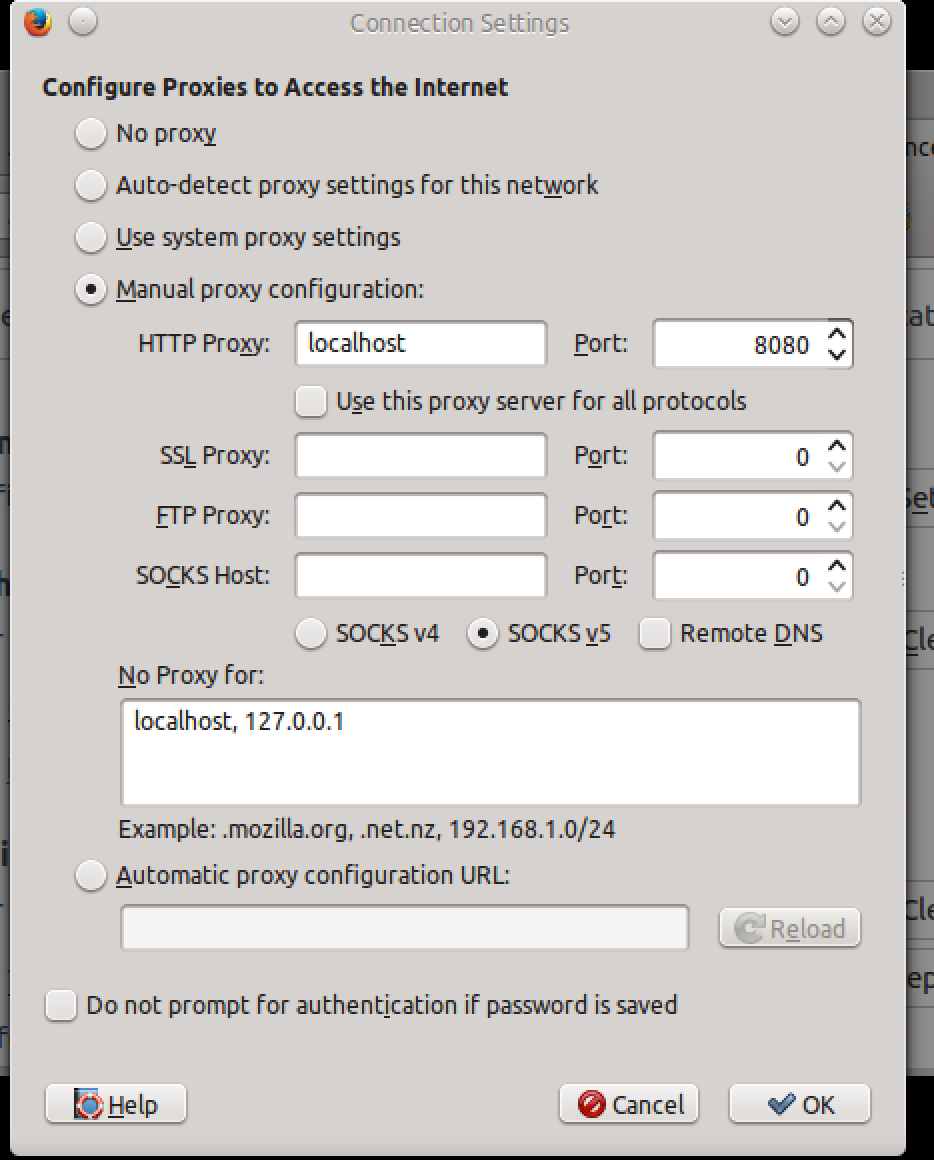 Connection Settings
Configure Proxies to Access the Internet
No proxy
Auto-detect proxy settings for this network
Use system proxy settings
Manual proxy configuration:
HTTP Proxy: localhost Port: 8080
Use this proxy server for all protocols
SSL Proxy: Port: 0
FTP Proxy: Port: 0
SOCKS Host: Port: 0
SOCKS v4 SOCKS v5 Remote DNS
No Proxy for:
localhost, 127.0.0.1
Example: .mozilla.org, .net.nz, 192.168.1.0/24
Automatic proxy configuration URL:
Reload
Do not prompt for authentication if password is saved
Help Cancel OK